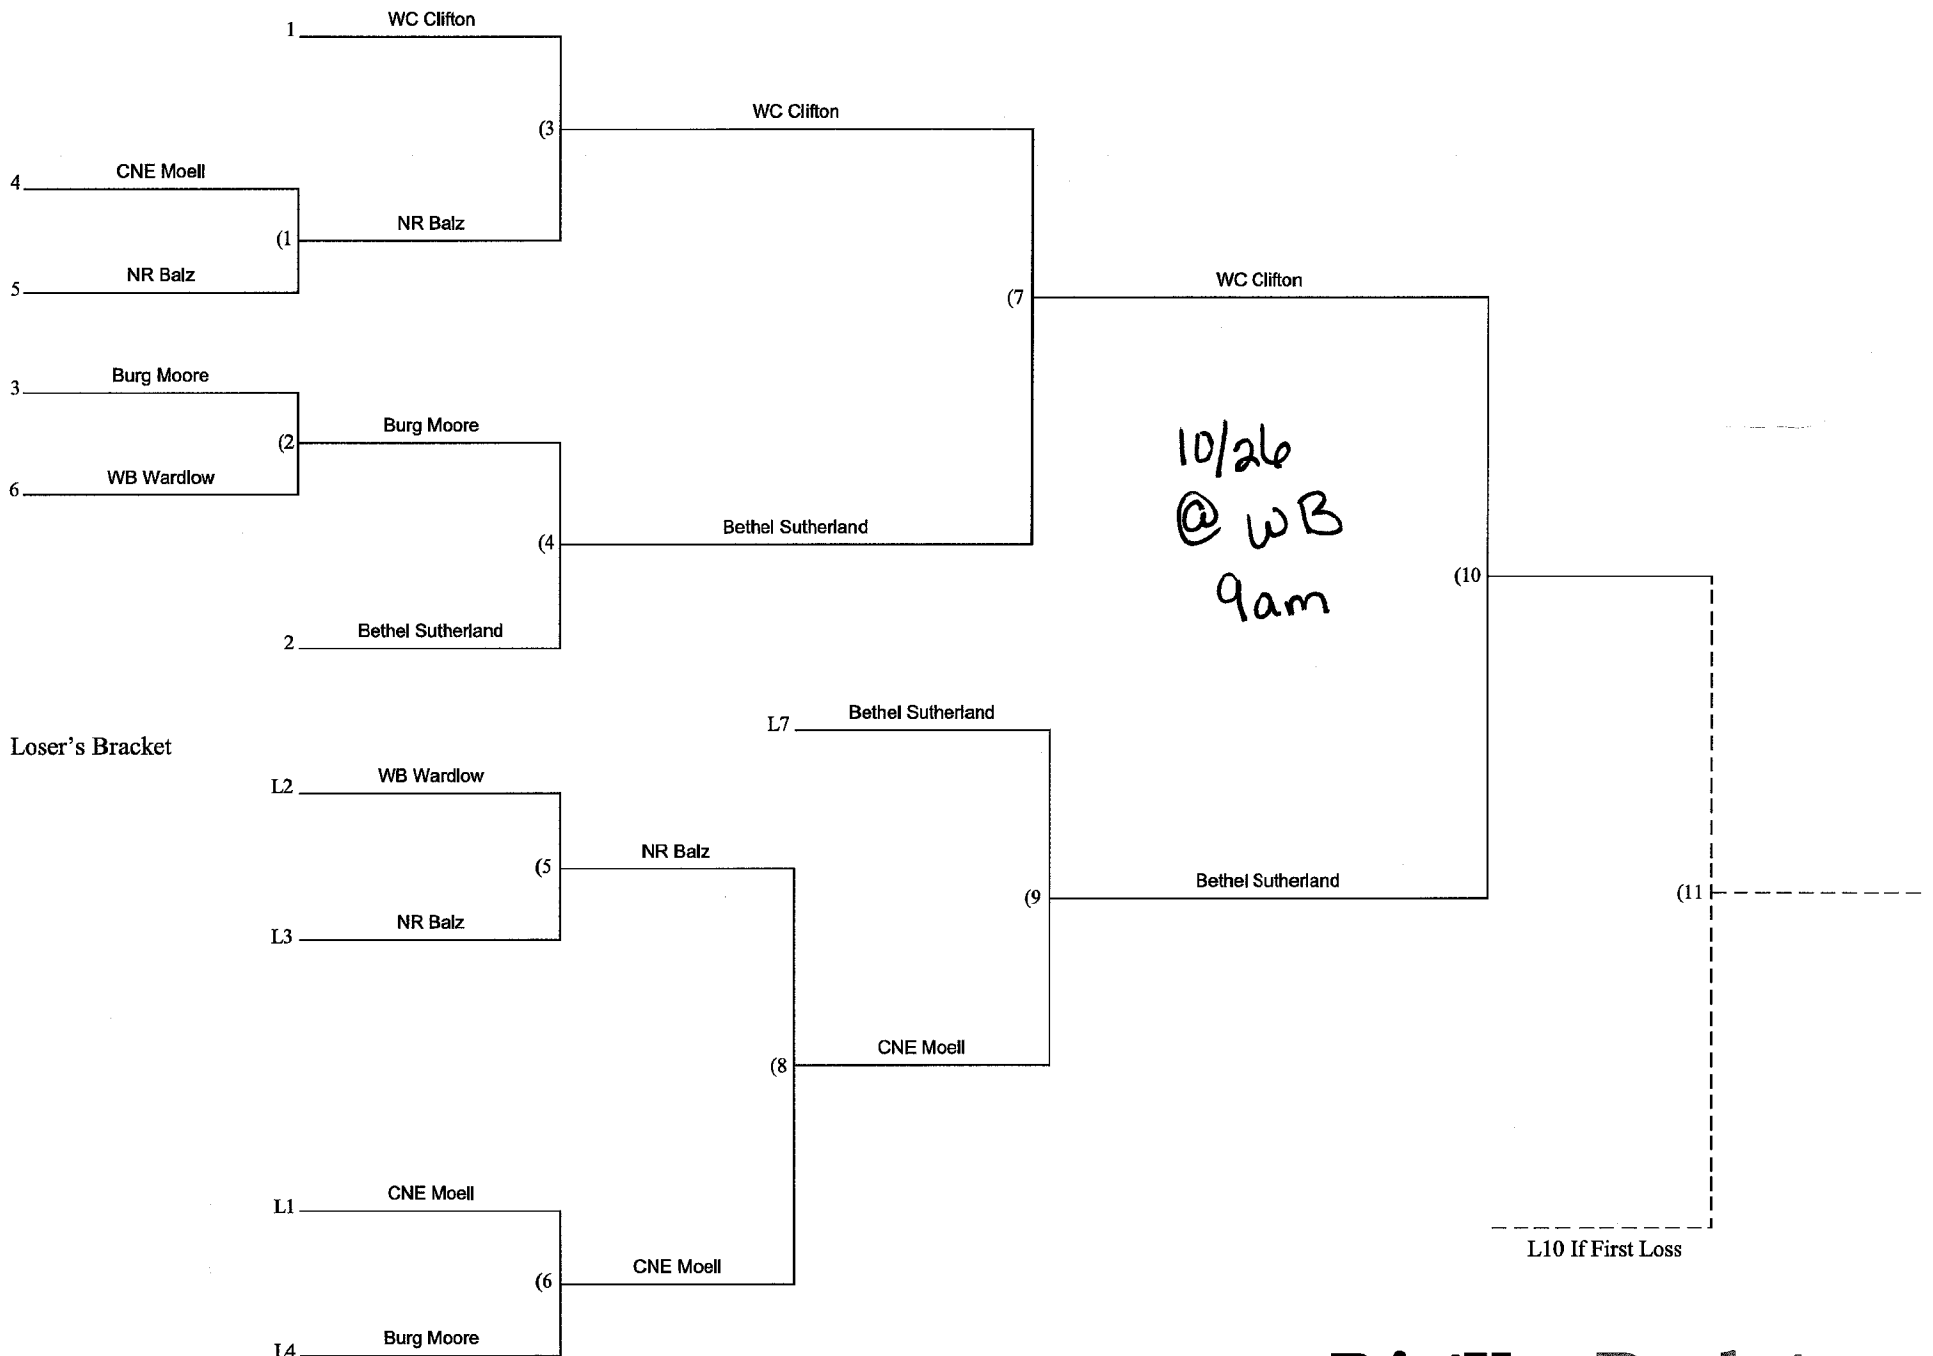 WC Clifton
1
WC Clifton
(3
CNE Moell
4
NR Balz
(1
NR Balz
5
WC Clifton
(7
Burg Moore
3
Burg Moore
(2
WB Wardlow
6
10/26
@ WB
9am
Bethel Sutherland
(4
(10
Bethel Sutherland
2
Bethel Sutherland
L7
Loser's Bracket
WB Wardlow
L2
NR Balz
(5
Bethel Sutherland
(9
(11
NR Balz
L3
CNE Moell
(8
CNE Moell
L1
L10 If First Loss
CNE Moell
(6
Burg Moore
L4